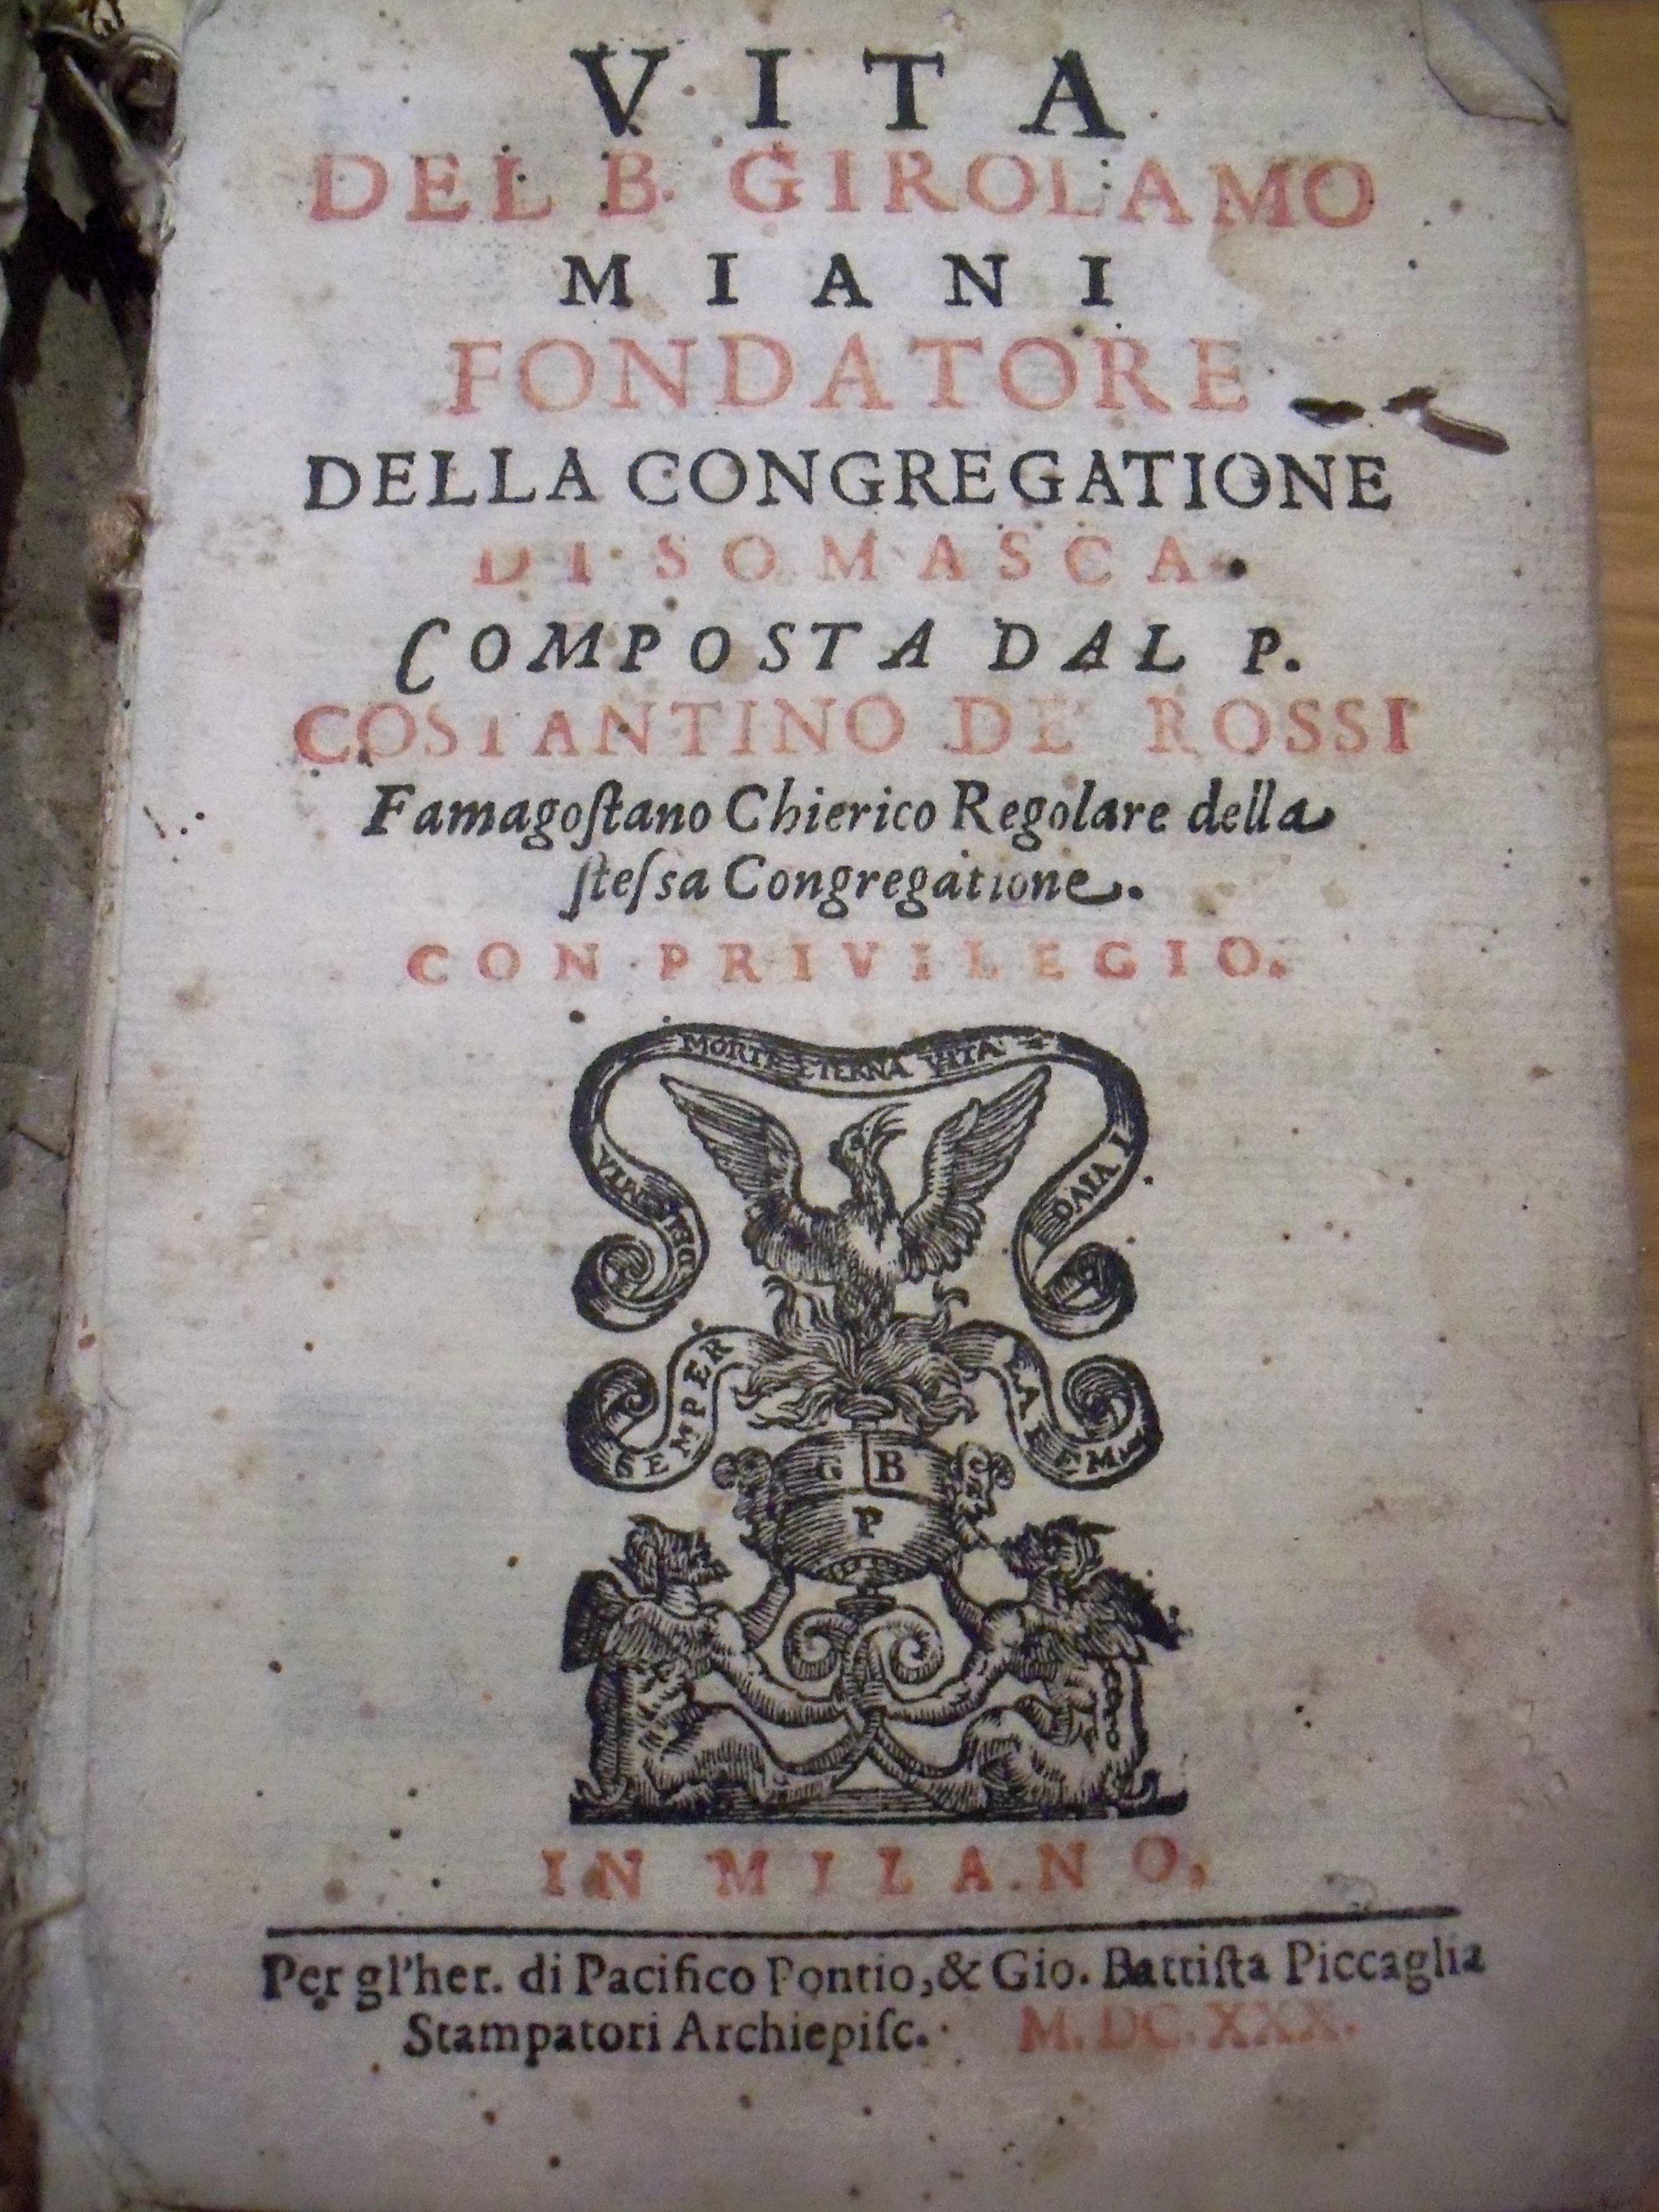 VITA
DEL B. GIROLAMO
MIANI
FONDATORE
DELLA CONGREGATIONE
DI SOMASCA.
COMPOSTA DAL P.
COSTANTINO DE ROSSI
Famagoſtano Chierico Regolare della
ſteſsa Congregatione.
CON PRIVILEGIO.
MORTE ETERNA VITA I VIVO
SEMPER EADEM
G B
P
IN MILANO,
Per gl'her. di Pacifico Pontio, & Gio. Battiſta Piccaglia
Stampatori Archiepiſc. M. DC. XXX.